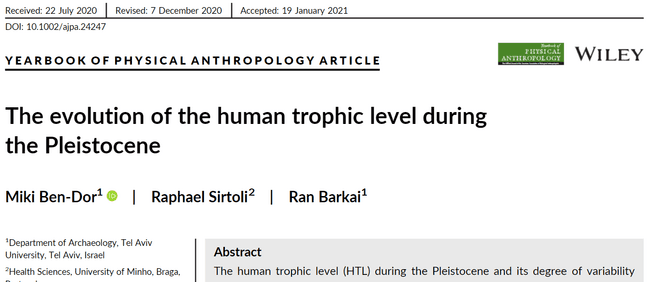 Received: 22 July 2020 | Revised: 7 December 2020 | Accepted: 19 January 2021
DOI: 10.1002/ajpa.24247
YEARBOOK OF PHYSICAL ANTHROPOLOGY ARTICLE
Yearbook of
PHYSICAL
ANTHROPOLOGY
WILEY
The evolution of the human trophic level during
the Pleistocene
Miki Ben-Dor1 iD | Raphael Sirtoli2 | Ran Barkai1
1Department of Archaeology, Tel Aviv
University, Tel Aviv, Israel
2Health Sciences, University of Minho, Braga,
Abstract
The human trophic level (HTL) during the Pleistocene and its degree of variability